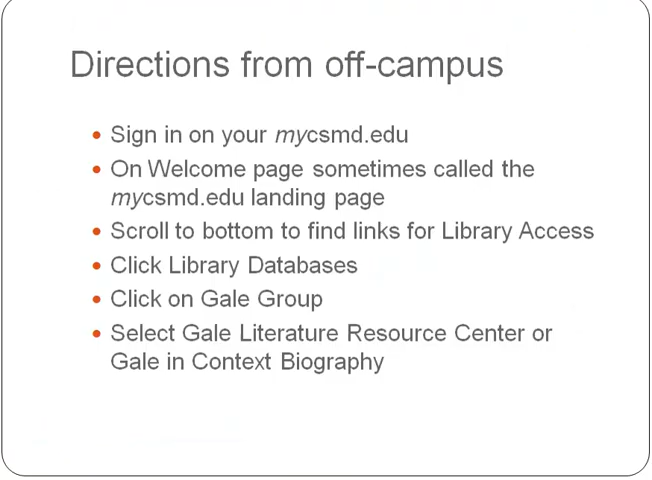 Directions from off-campus
• Sign in on your mycsmd.edu
• On Welcome page sometimes called the
mycsmd.edu landing page
• Scroll to bottom to find links for Library Access
• Click Library Databases
• Click on Gale Group
• Select Gale Literature Resource Center or
Gale in Context Biography